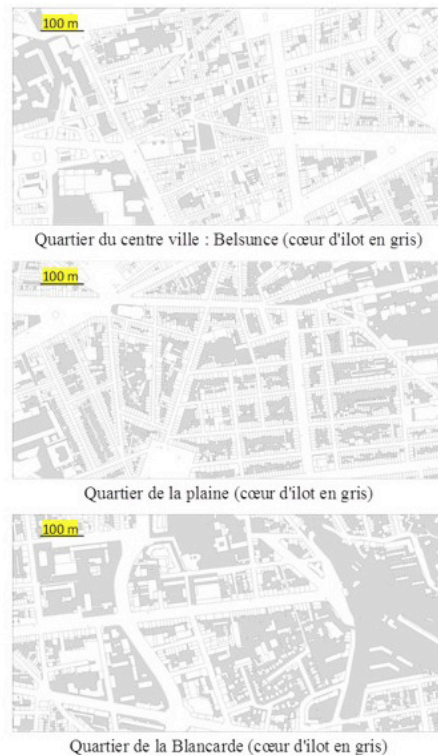 100 m
Quartier du centre ville : Belsunce (cœur d'ilot en gris)
100 m
Quartier de la plaine (cœur d'ilot en gris)
100 m
Quartier de la Blancarde (cœur d'ilot en gris)